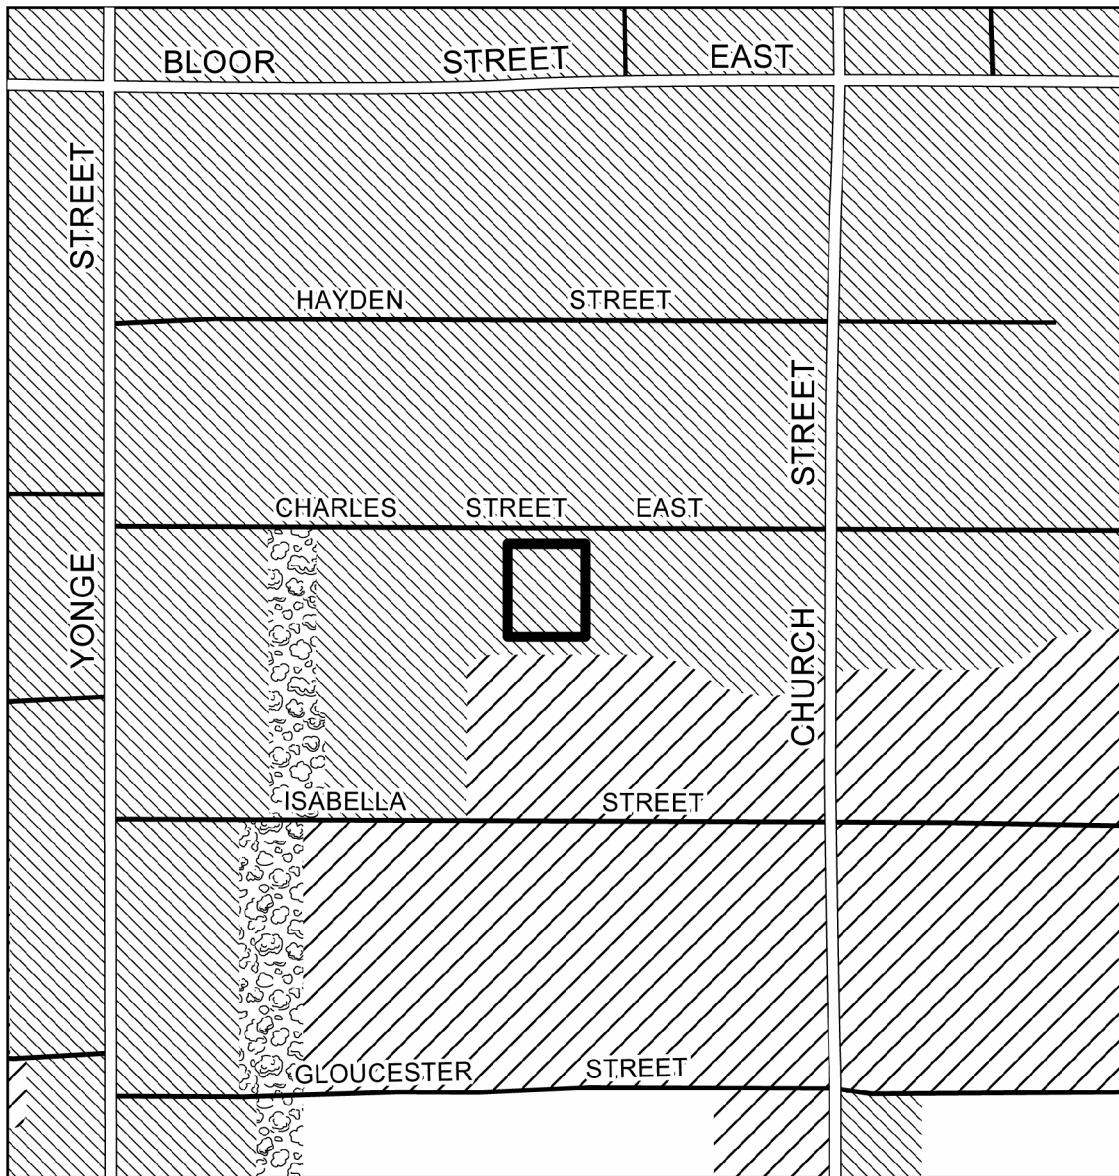 BLOOR STREET EAST
STREET
HAYDEN STREET
STREET
CHARLES STREET EAST
YONGE
CHURCH
ISABELLA STREET
GLOUCESTER STREET